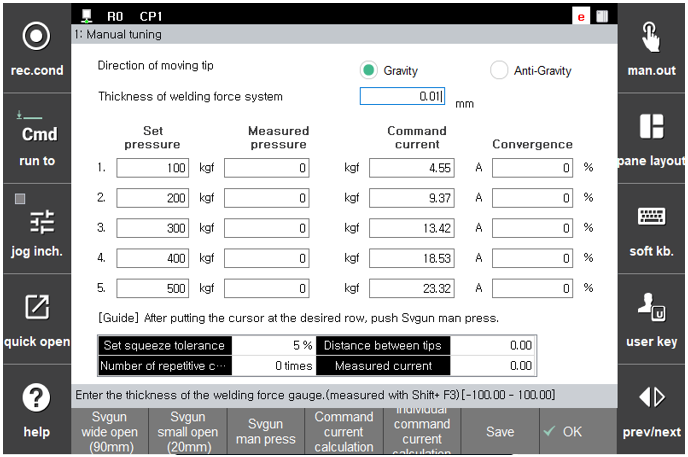 R0 CP1 e
1: Manual tuning
rec.cond
Cmd
run to
jog inch.
quick open
help
Direction of moving tip Gravity Anti-Gravity
Thickness of welding force system 0.01 mm
Set pressure Measured pressure Command current Convergence
1. 100 kgf 0 kgf 4.55 A 0 %
2. 200 kgf 0 kgf 9.37 A 0 %
3. 300 kgf 0 kgf 13.42 A 0 %
4. 400 kgf 0 kgf 18.53 A 0 %
5. 500 kgf 0 kgf 23.32 A 0 %
[Guide] After putting the cursor at the desired row, push Svgun man press.
Set squeeze tolerance 5 % Distance between tips 0.00
Number of repetitive c··· 0 times Measured current 0.00
Enter the thickness of the welding force gauge.(measured with Shift+ F3)[-100.00 - 100.00]
Svgun wide open (90mm)
Svgun small open (20mm)
Svgun man press
Command current calculation
individual command current calculation
Save
OK
man.out
pane layout
soft kb.
U
user key
prev/next